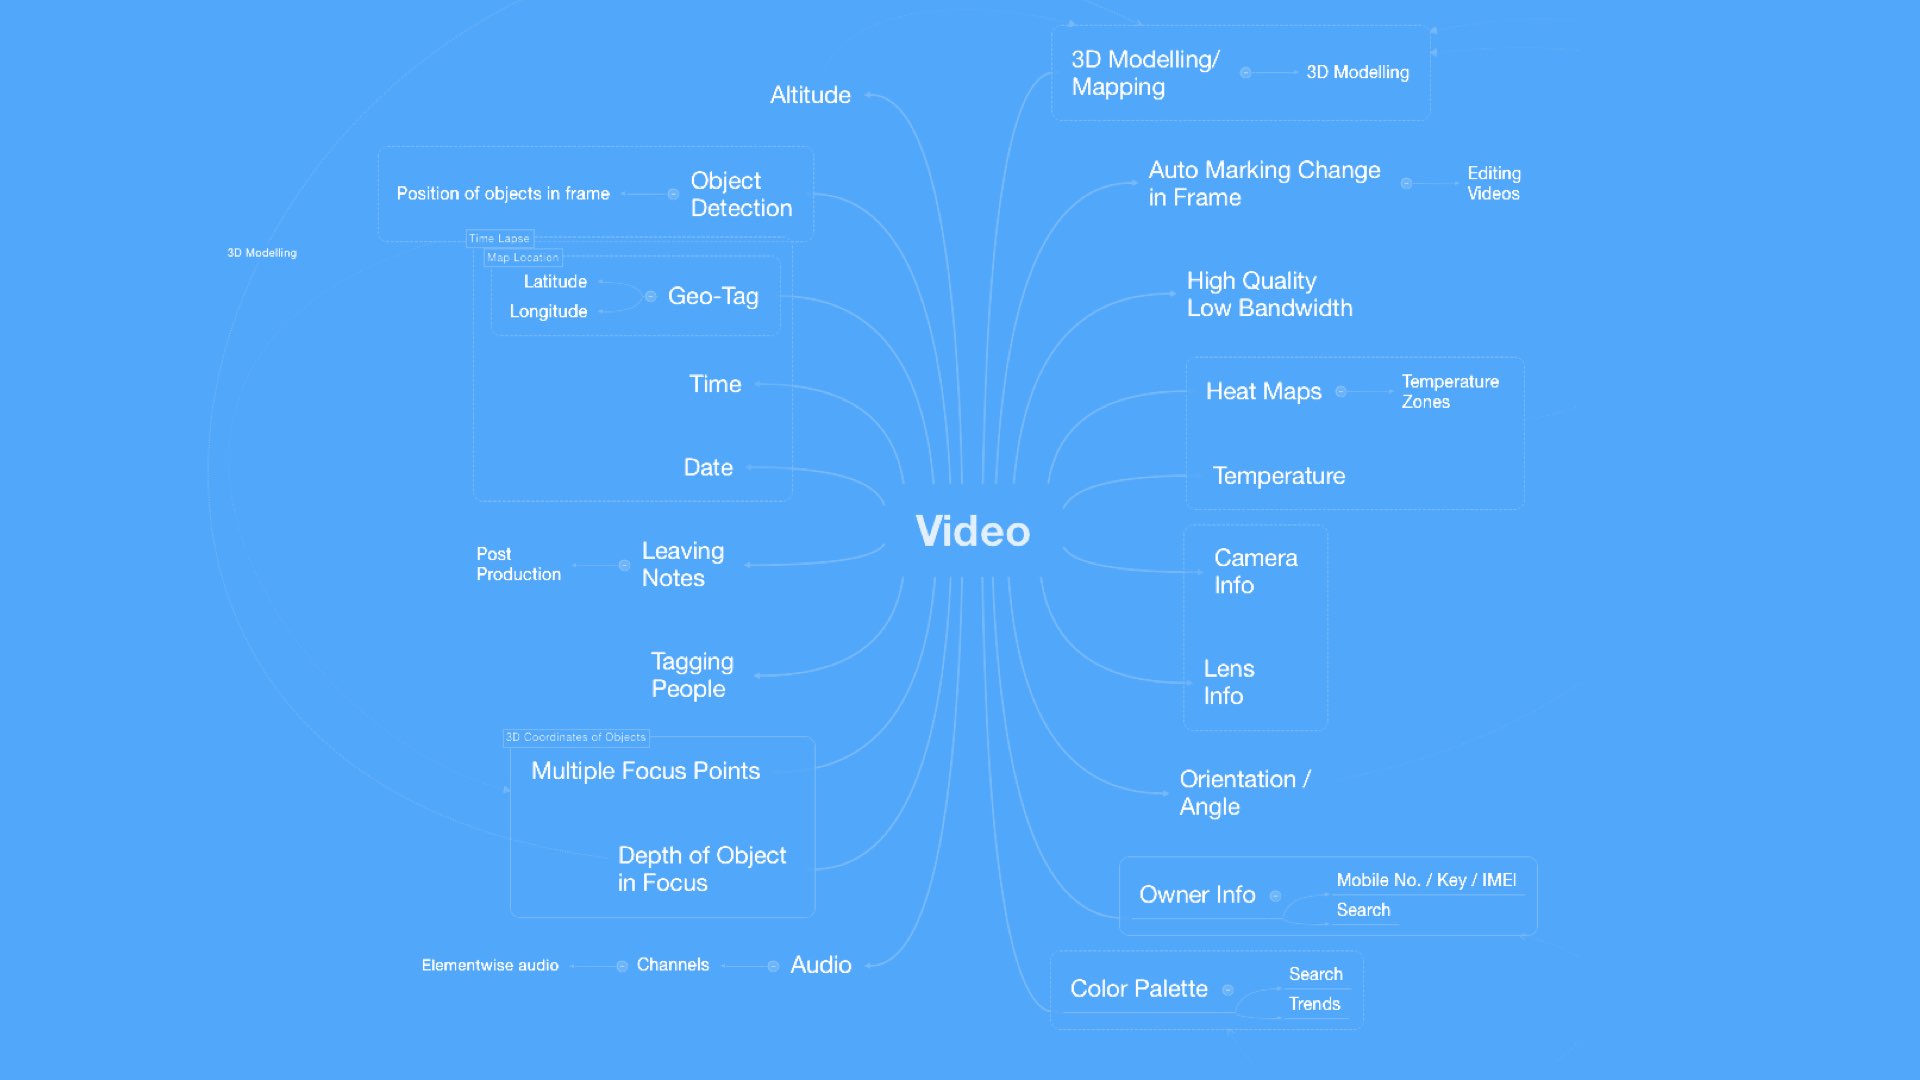 3D Modelling/
Mapping
3D Modelling
Altitude
Auto Marking Change
in Frame
Editing
Videos
Object
Detection
Position of objects in frame
Time Lapse
Map Location
3D Modelling
Latitude
Longitude
Geo-Tag
High Quality
Low Bandwidth
Time
Heat Maps
Temperature
Zones
Date
Temperature
Video
Leaving
Notes
Post
Production
Camera
Info
Tagging
People
Lens
Info
3D Coordinates of Objects
Multiple Focus Points
Orientation /
Angle
Depth of Object
in Focus
Owner Info
Mobile No. / Key / IMEI
Search
Elementwise audio
Channels
Audio
Color Palette
Search
Trends